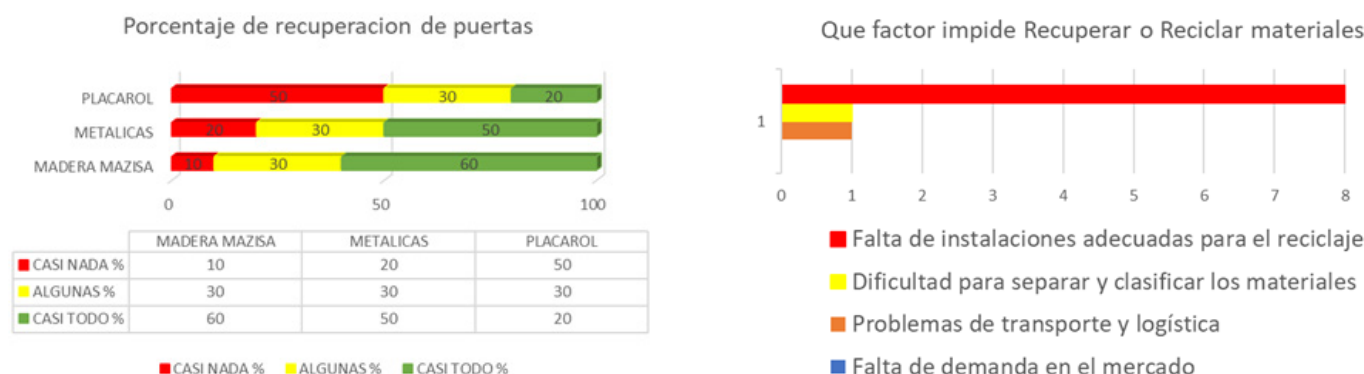 Porcentaje de recuperacion de puertas
PLACAROL 50 30 20
METALICAS 20 30 50
MADERA MAZISA 10 30 60
0 50 100
MADERA MAZISA METALICAS PLACAROL
CASI NADA % 10 20 50
ALGUNAS % 30 30 30
CASI TODO % 60 50 20
CASI NADA % ALGUNAS % CASI TODO %
Que factor impide Recuperar o Reciclar materiales
1
0 1 2 3 4 5 6 7 8
Falta de instalaciones adecuadas para el reciclaje
Dificultad para separar y clasificar los materiales
Problemas de transporte y logística
Falta de demanda en el mercado